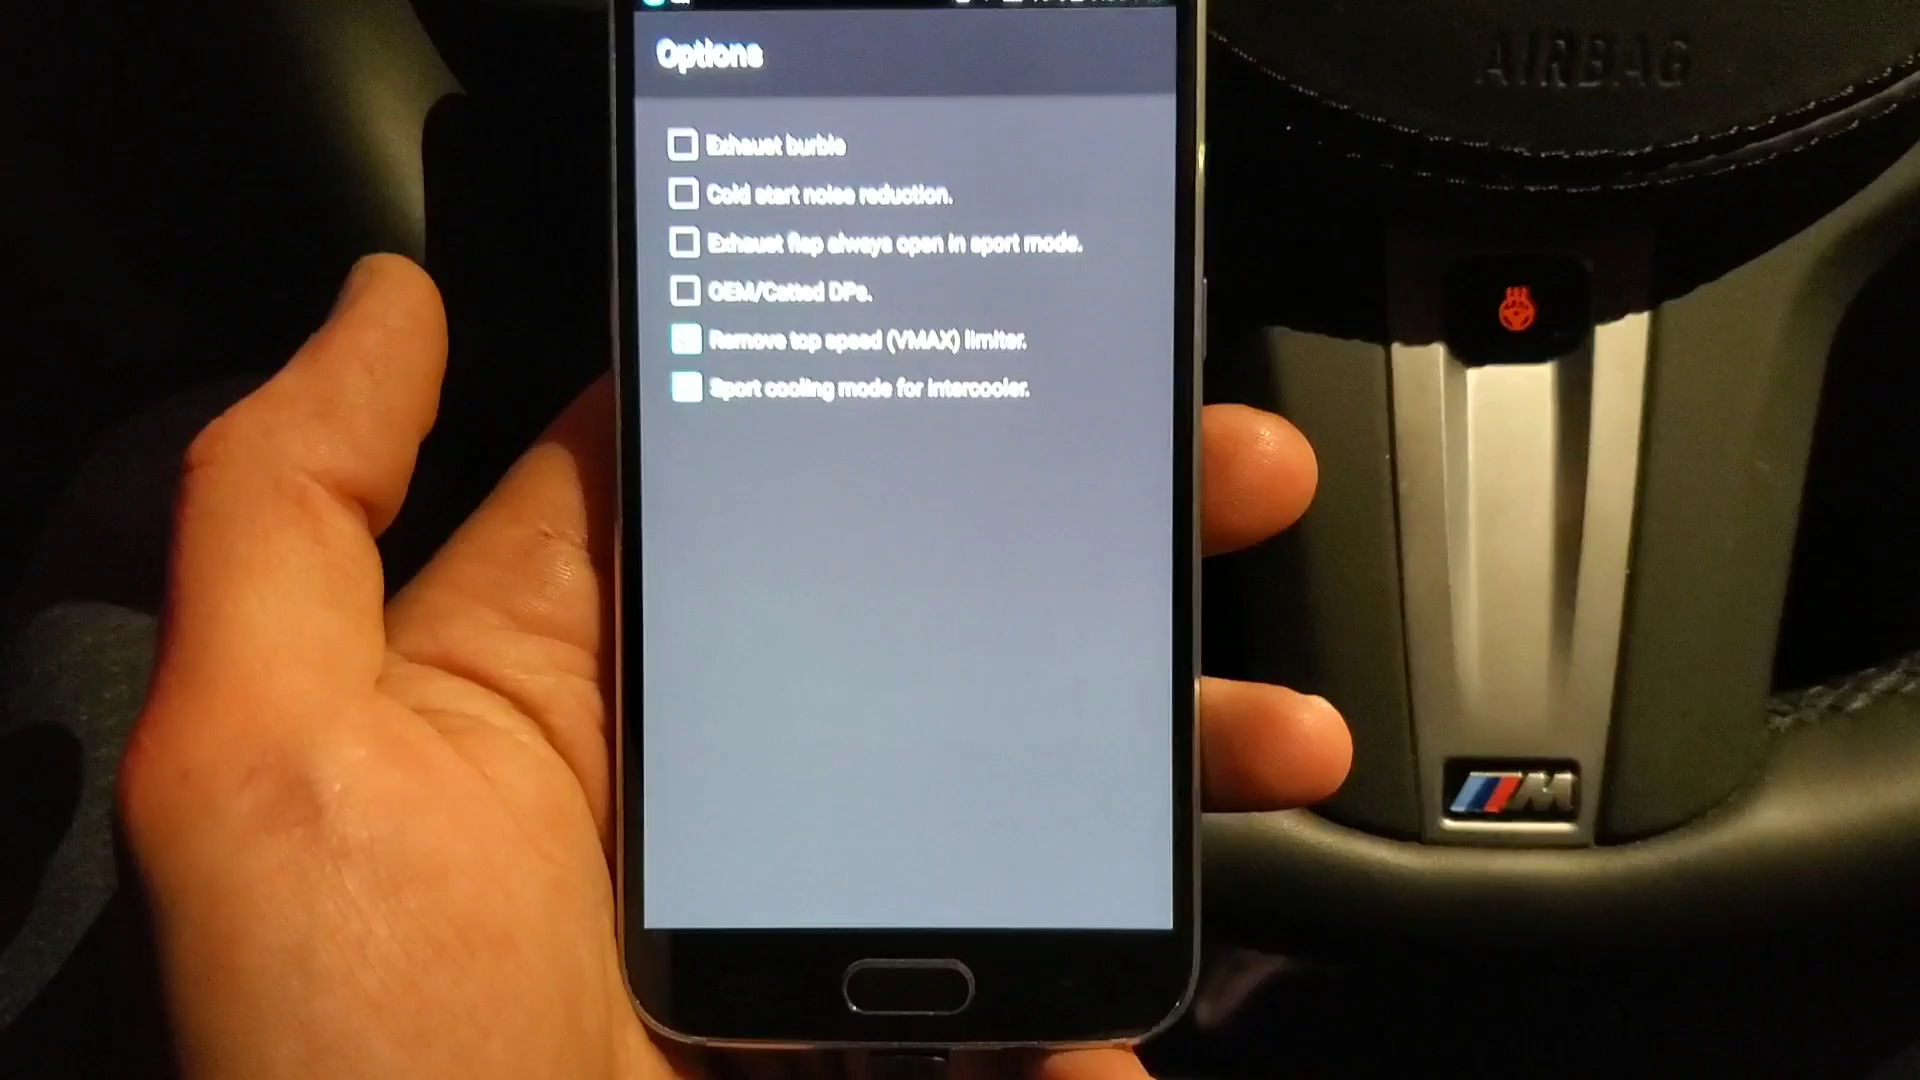 AIRBAG
Options
Exhaust burble
Cold start noise reduction.
Exhaust flap always open in sport mode.
OEM/Catted DPs.
Remove top speed (VMAX) limiter.
Sport cooling mode for intercooler.
M